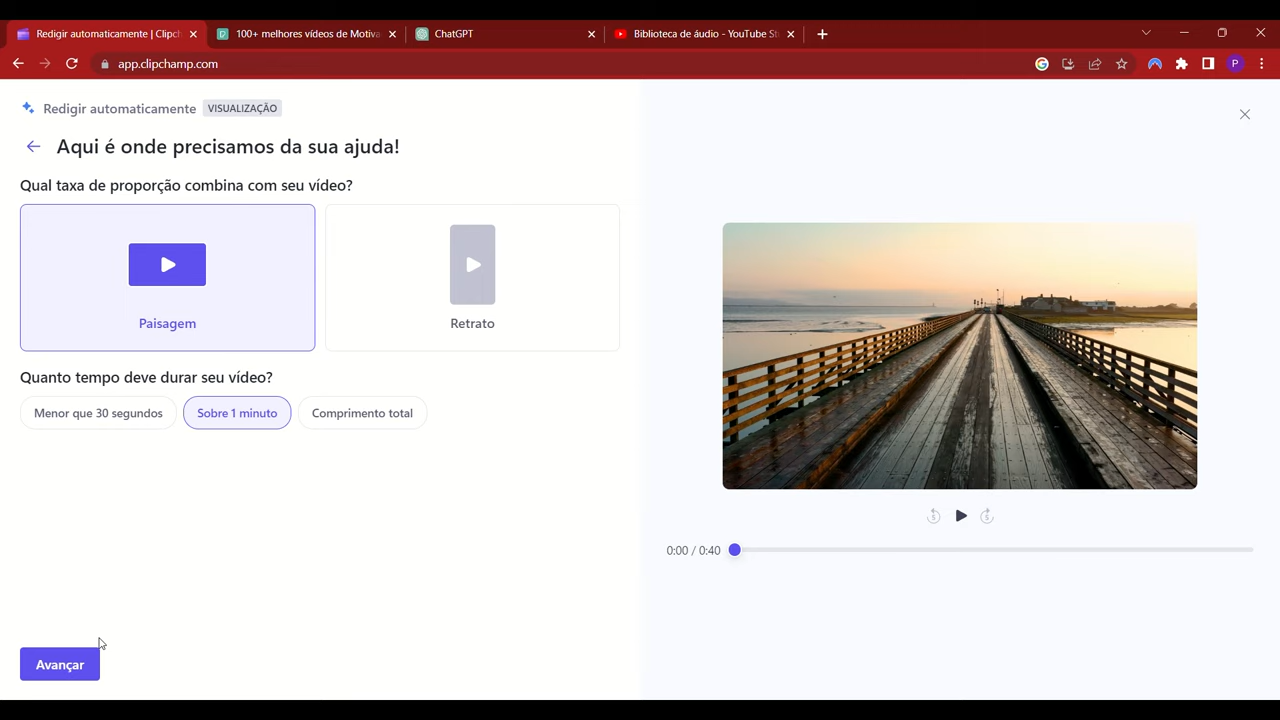 Redigir automaticamente | Clipch
100+ melhores vídeos de Motiva
ChatGPT
Biblioteca de áudio - YouTube St
app.clipchamp.com
P
Redigir automaticamente VISUALIZAÇÃO
Aqui é onde precisamos da sua ajuda!
Qual taxa de proporção combina com seu vídeo?
Paisagem
Retrato
Quanto tempo deve durar seu vídeo?
Menor que 30 segundos
Sobre 1 minuto
Comprimento total
Avançar
5
5
0:00 / 0:40